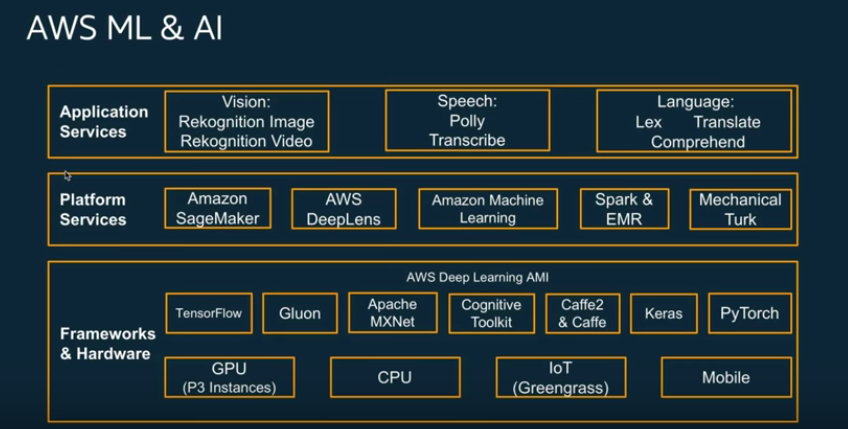 AWS ML & AI
Application
Services
Vision:
Rekognition Image
Rekognition Video
Speech:
Polly
Transcribe
Language:
Lex Translate
Comprehend
Platform
Services
Amazon
SageMaker
AWS
DeepLens
Amazon Machine
Learning
Spark &
EMR
Mechanical
Turk
Frameworks
& Hardware
AWS Deep Learning AMI
TensorFlow
Gluon
Apache
MXNet
Cognitive
Toolkit
Caffe2
& Caffe
Keras
PyTorch
GPU
(P3 Instances)
CPU
IoT
(Greengrass)
Mobile